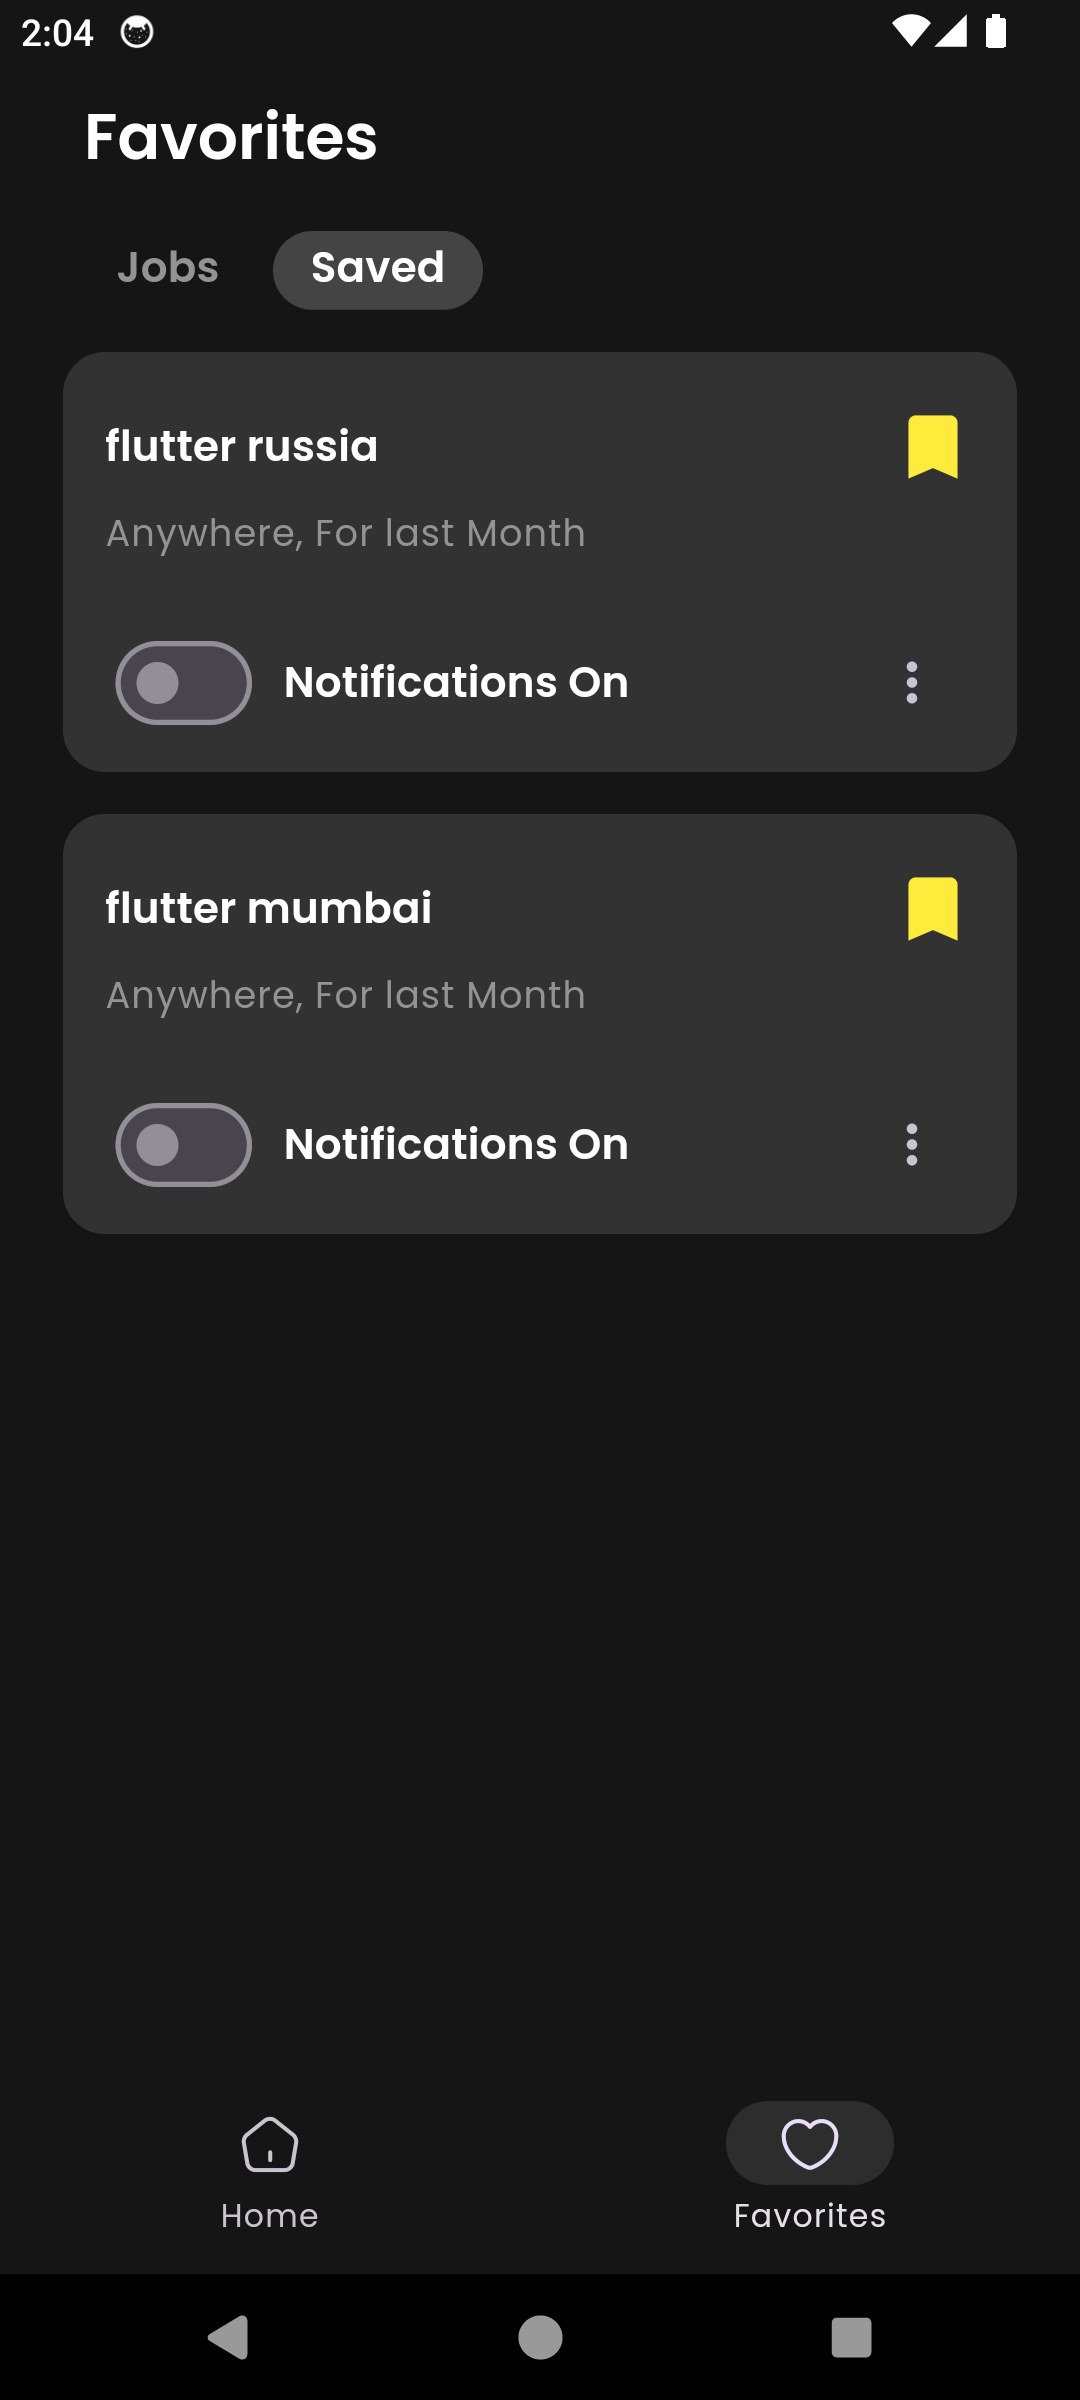 2:04
Favorites
Jobs
Saved
flutter russia
Anywhere, For last Month
Notifications On
flutter mumbai
Anywhere, For last Month
Notifications On
Home
Favorites